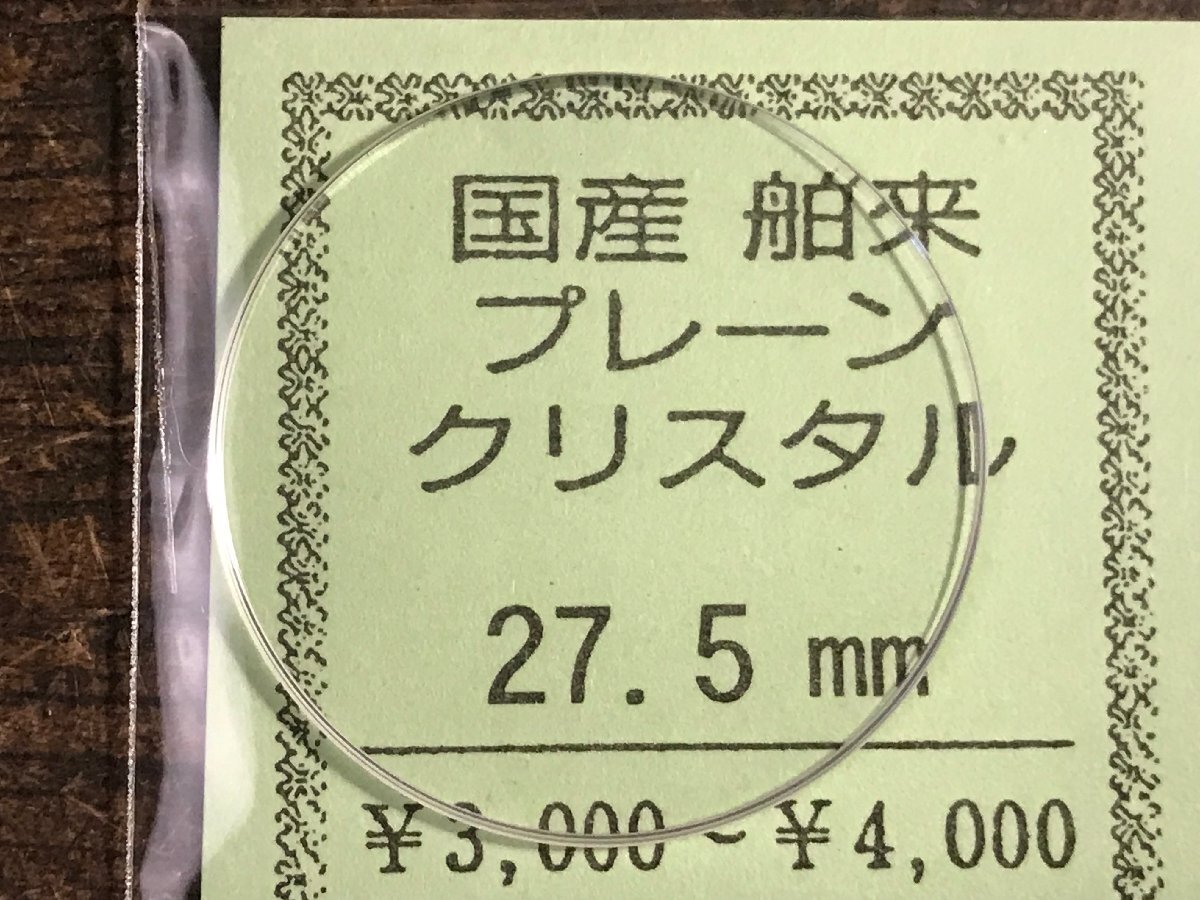 国産 舶来
プレーン
クリスタル
27.5 mm
¥3,000~¥4,000